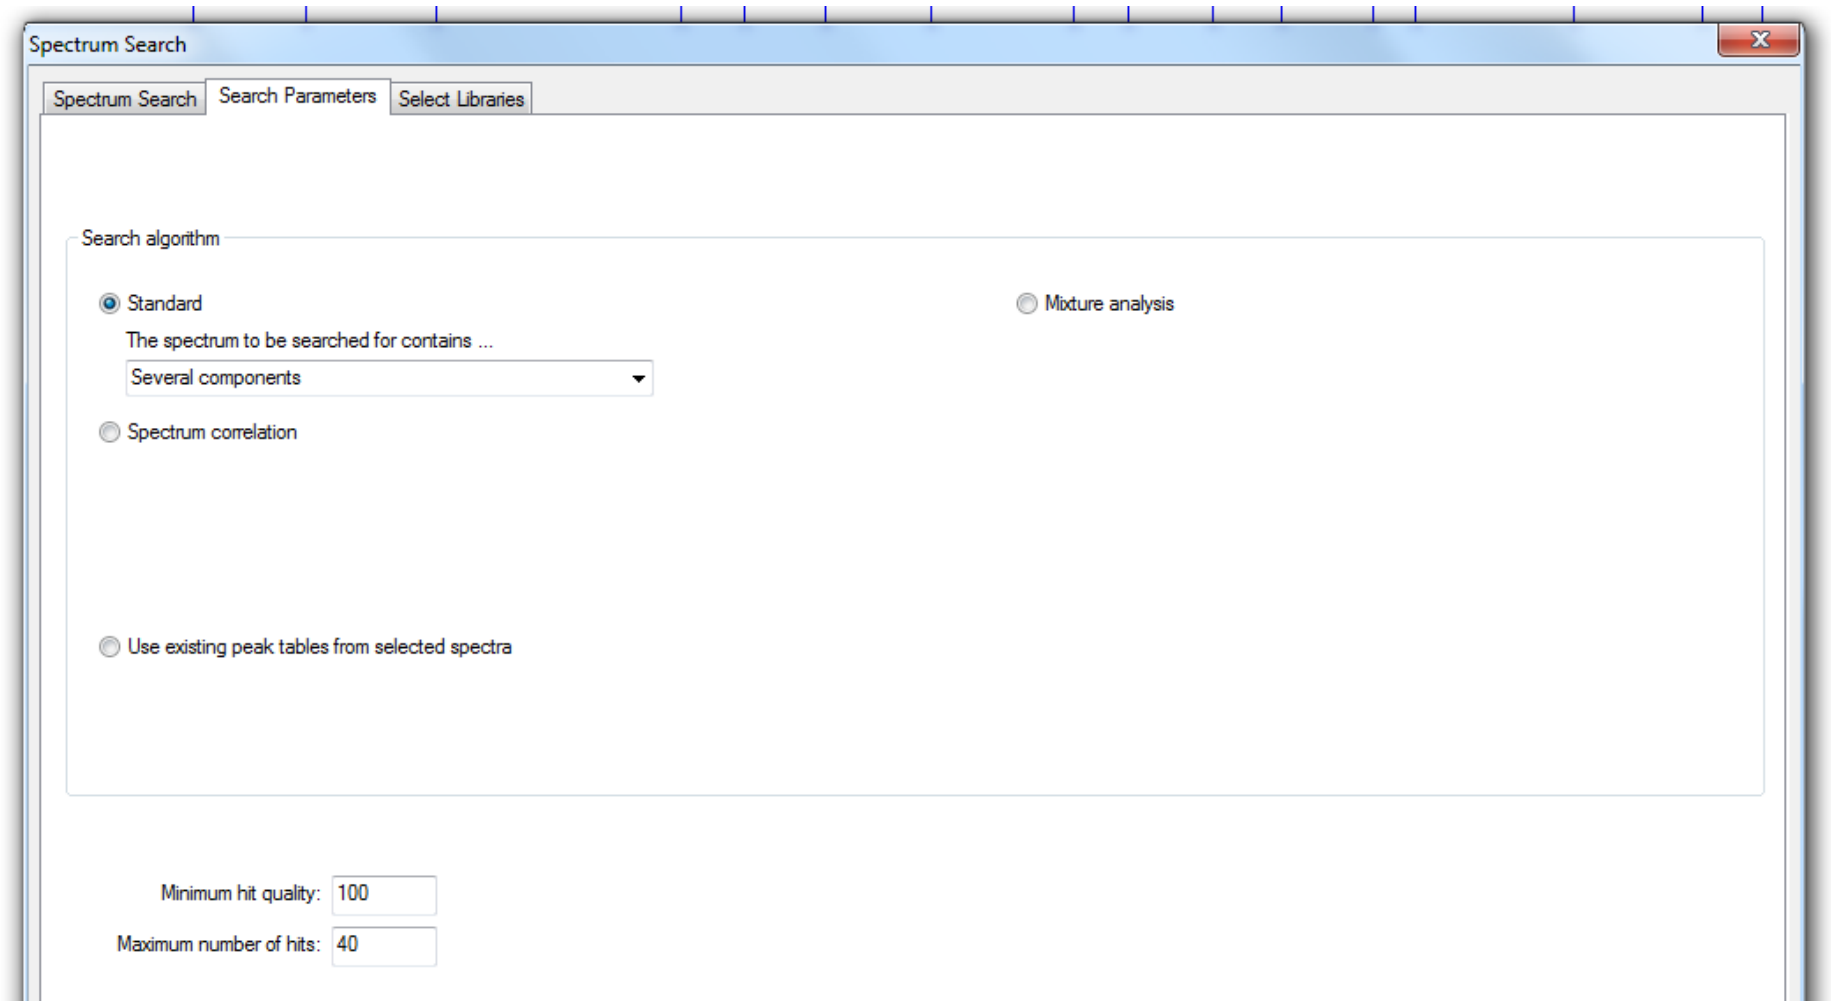 Spectrum Search
Spectrum Search Search Parameters Select Libraries
Search algorithm
Standard Mixture analysis
The spectrum to be searched for contains ...
Several components
Spectrum correlation
Use existing peak tables from selected spectra
Minimum hit quality: 100
Maximum number of hits: 40